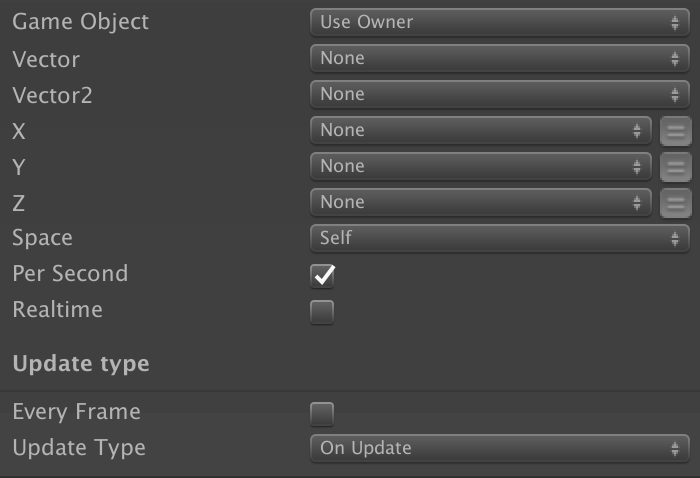 Game Object Use Owner
Vector None
Vector2 None
X None
Y None
Z None
Space Self
Per Second
Realtime
Update type
Every Frame
Update Type On Update